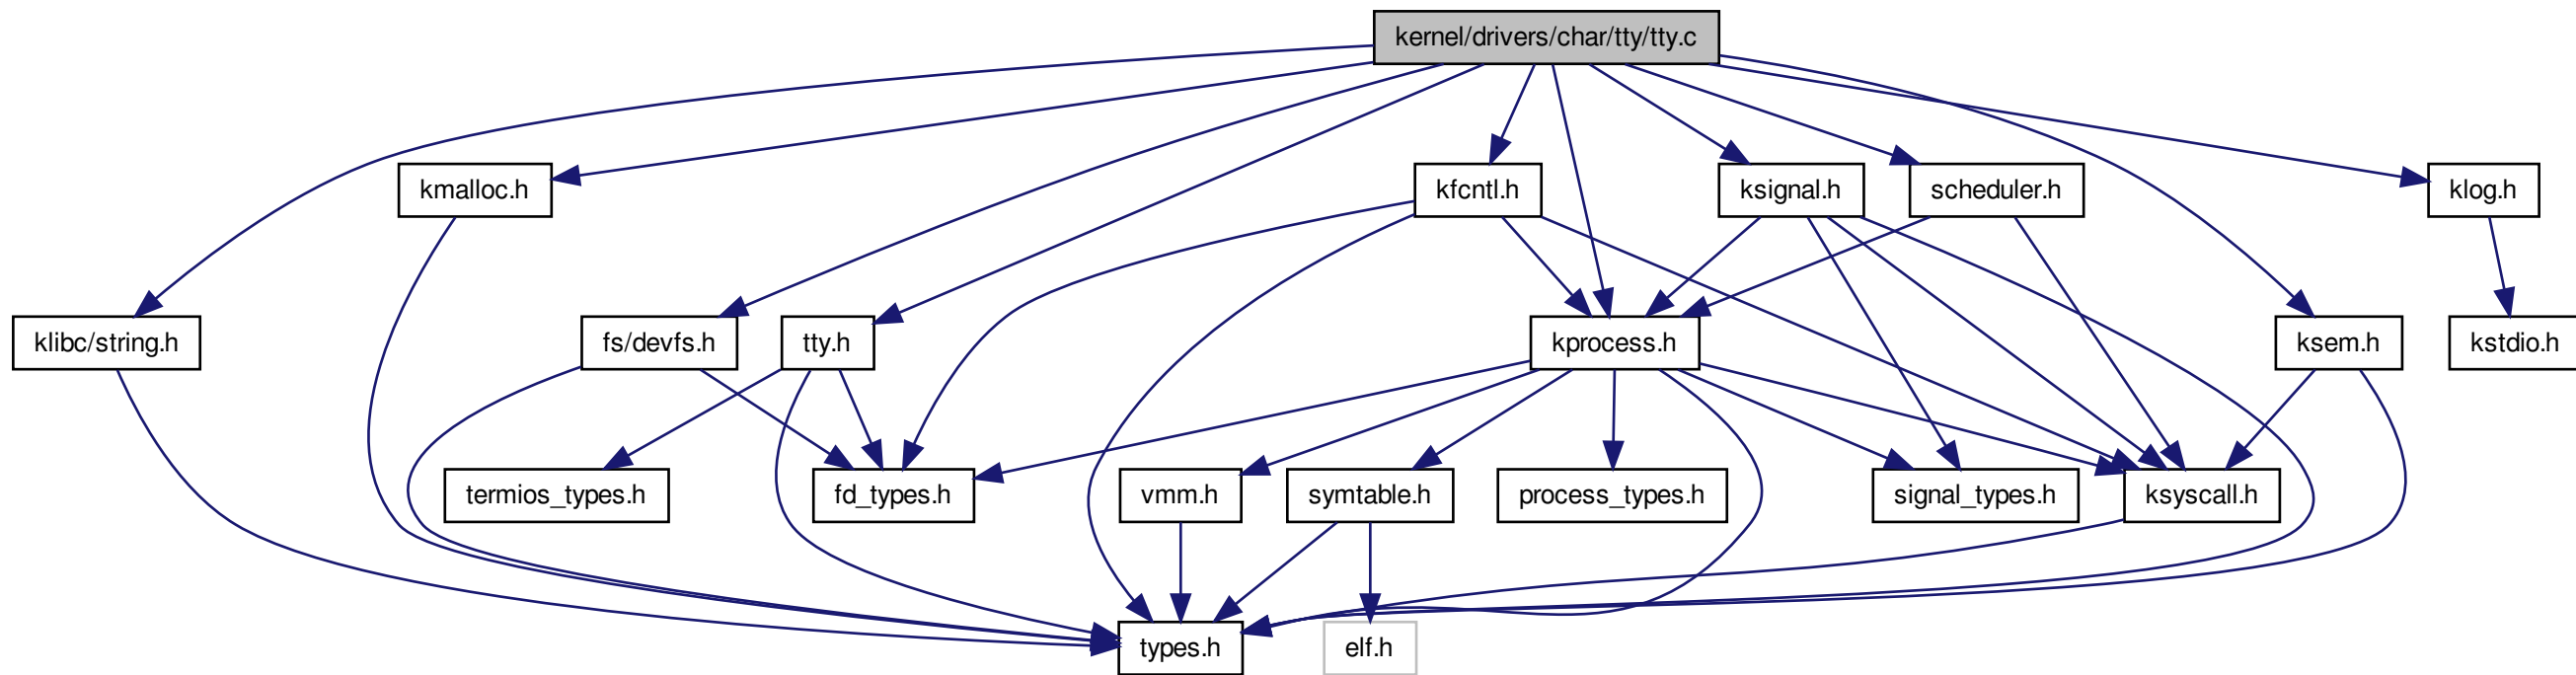 kernel/drivers/char/tty/tty.c
kmalloc.h
kfcntl.h
ksignal.h
scheduler.h
klog.h
klibc/string.h
fs/devfs.h
tty.h
kprocess.h
ksem.h
kstdio.h
termios_types.h
fd_types.h
vmm.h
symtable.h
process_types.h
signal_types.h
ksyscall.h
types.h
elf.h